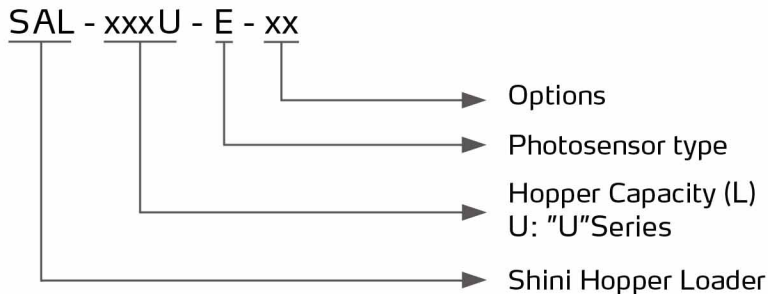 SAL - xxxU - E - xx
Options
Photosensor type
Hopper Capacity (L)
U: "U"Series
Shini Hopper Loader